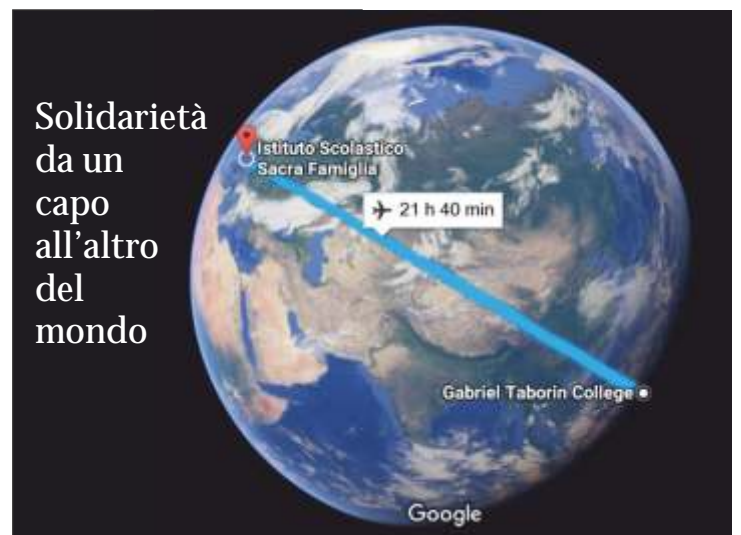 Solidarietà
da un
capo
all’altro
del
mondo
Istituto Scolastico
Sacra Famiglia
21 h 40 min
Gabriel Taborin College
Google